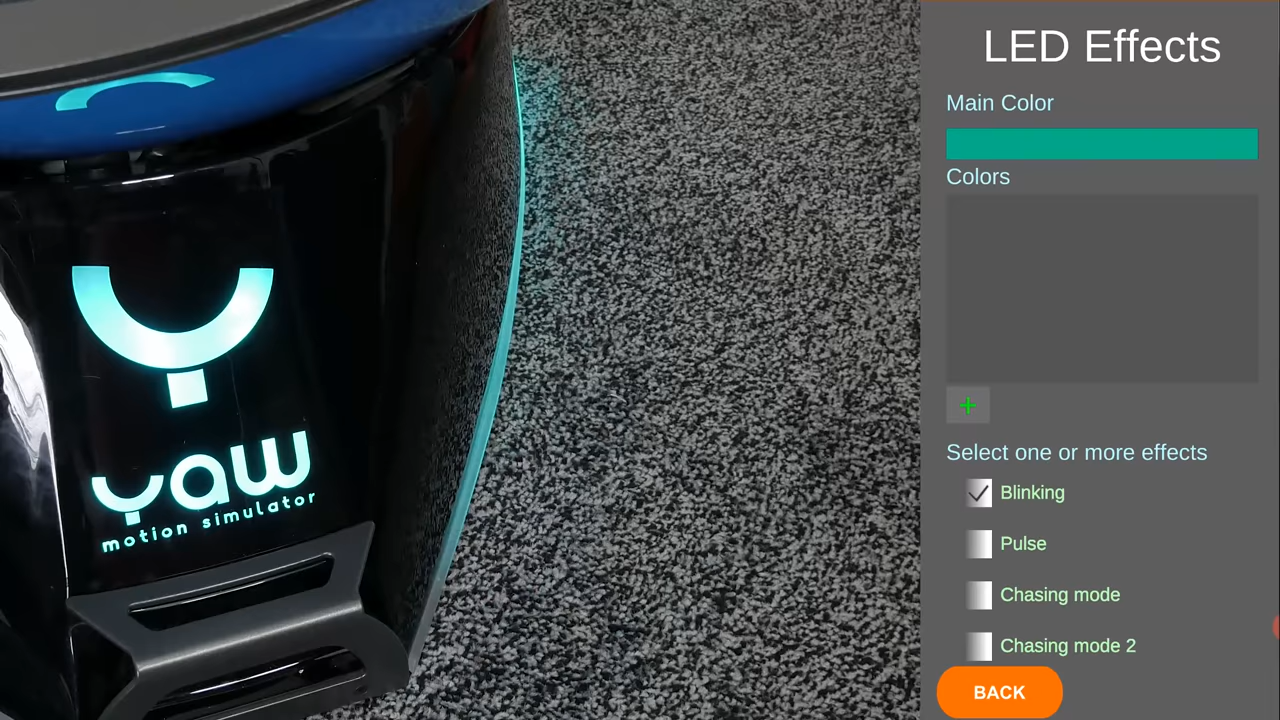 yaw
motion simulator
LED Effects
Main Color
Colors
+
Select one or more effects
Blinking
Pulse
Chasing mode
Chasing mode 2
BACK